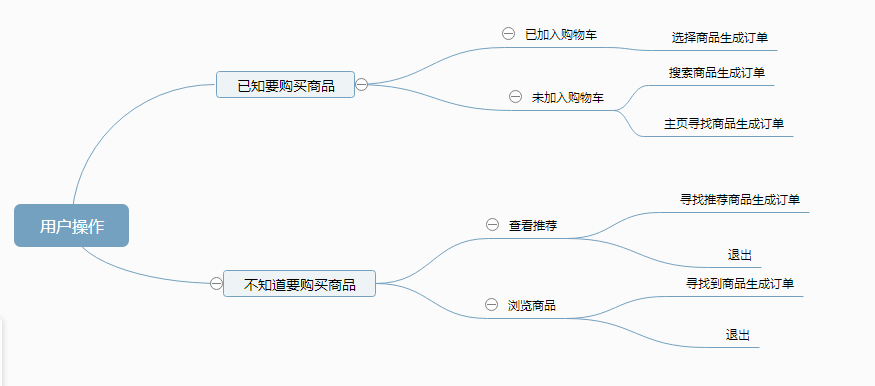 用户操作
已知要购买商品
已加入购物车
选择商品生成订单
未加入购物车
搜索商品生成订单
主页寻找商品生成订单
不知道要购买商品
查看推荐
寻找推荐商品生成订单
退出
浏览商品
寻找到商品生成订单
退出